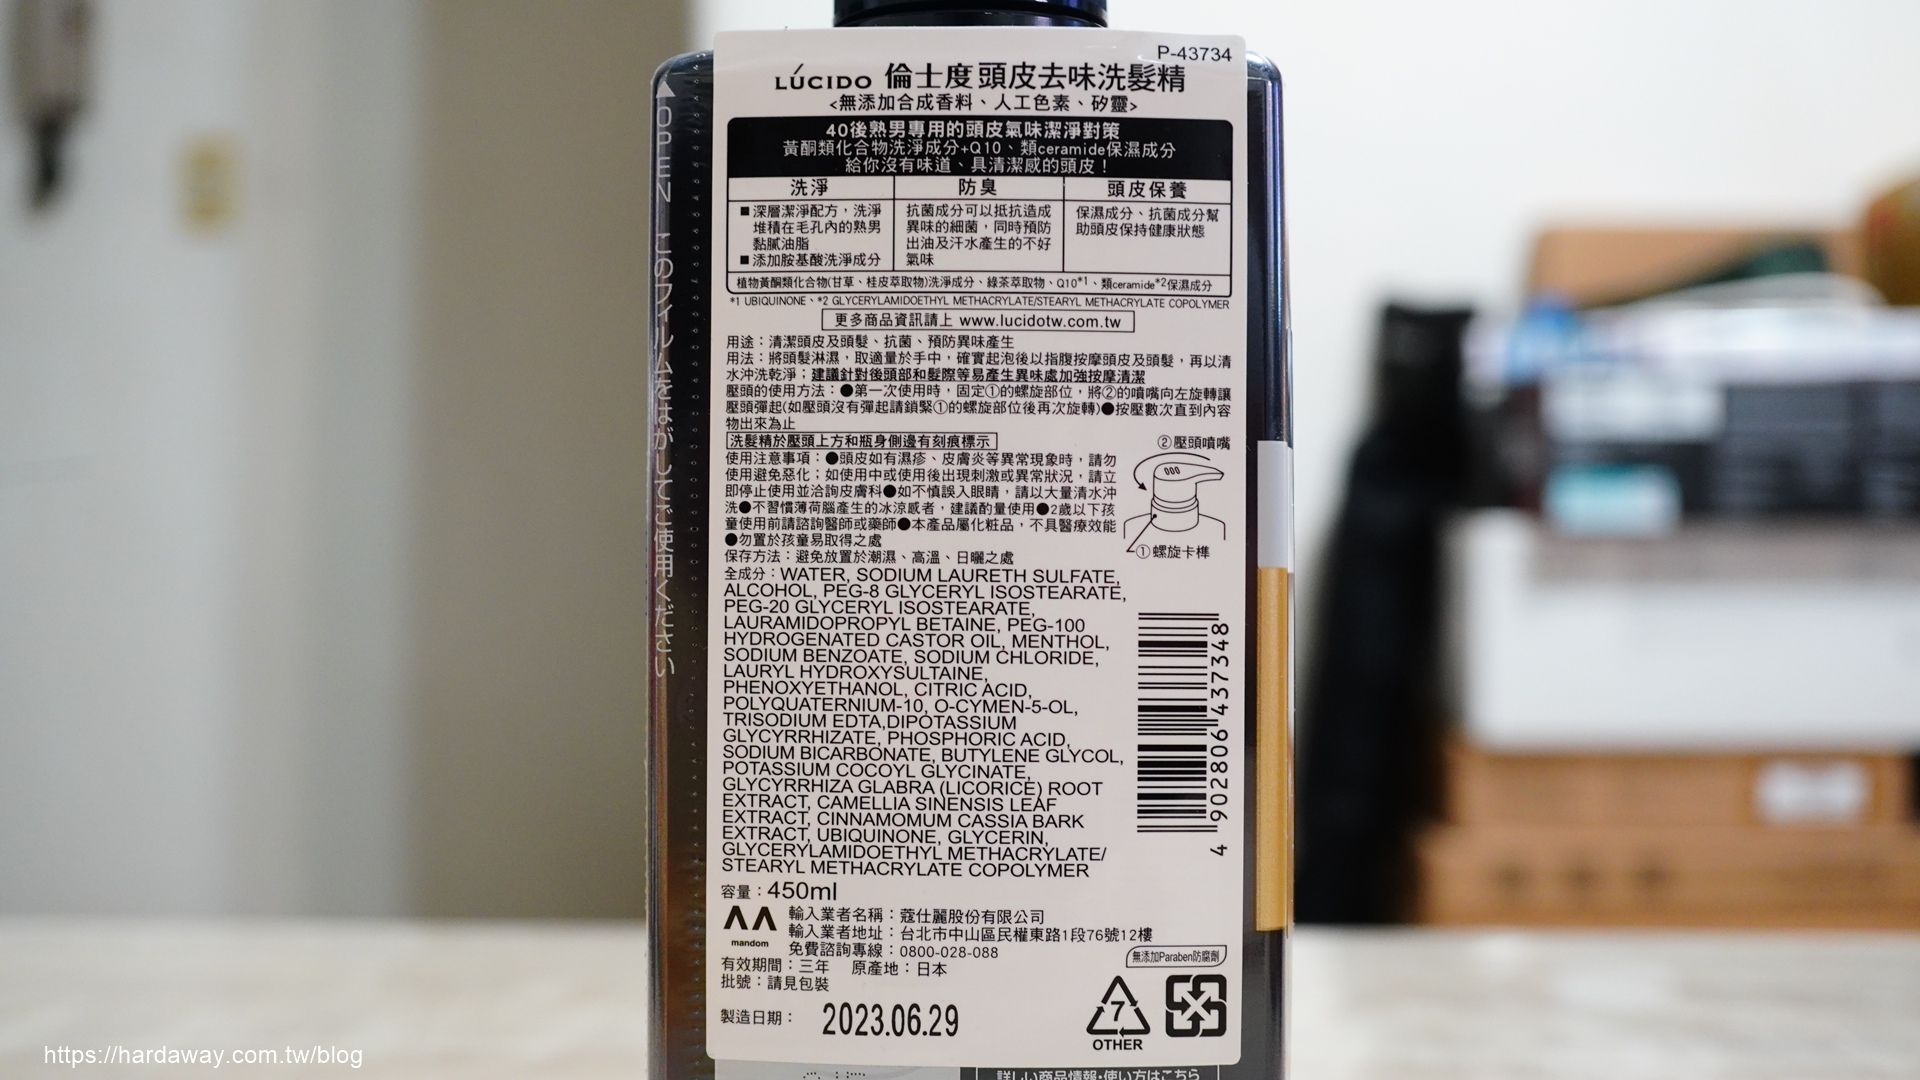 P-43734
LÚCIDO 倫士度頭皮去味洗髮精
<無添加合成香料、人工色素、矽靈>
40後熟男專用的頭皮氣味潔淨對策
黃酮類化合物洗淨成分+Q10、類ceramide保濕成分
給你沒有味道、具清潔感的頭皮！
洗淨
■深層潔淨配方，洗淨
堆積在毛孔內的熟男
黏膩油脂
■添加胺基酸洗淨成分
防臭
抗菌成分可以抵抗造成
異味的細菌，同時預防
出油及汗水產生的不好
氣味
頭皮保養
保濕成分、抗菌成分幫
助頭皮保持健康狀態
植物黃酮類化合物(甘草、桂皮萃取物)洗淨成分、綠茶萃取物、Q10*1、類ceramide*2保濕成分
*1 UBIQUINONE、*2 GLYCERYLAMIDOETHYL METHACRYLATE/STEARYL METHACRYLATE COPOLYMER
更多商品資訊請上 www.lucidotw.com.tw
用途：清潔頭皮及頭髮、抗菌、預防異味產生
用法：將頭髮淋濕，取適量於手中，確實起泡後以指腹按摩頭皮及頭髮，再以清
水沖洗乾淨；建議針對後頭部和髮際等易產生異味處加強按摩清潔
壓頭的使用方法：●第一次使用時，固定①的螺旋部位，將②的噴嘴向左旋轉讓
壓頭彈起(如壓頭沒有彈起請鎖緊①的螺旋部位後再次旋轉)●按壓數次直到內容
物出來為止
洗髮精於壓頭上方和瓶身側邊有刻痕標示
使用注意事項：●頭皮如有濕疹、皮膚炎等異常現象時，請勿
使用避免惡化；如使用中或使用後出現刺激或異常狀況，請立
即停止使用並洽詢皮膚科●如不慎誤入眼睛，請以大量清水沖
洗●不習慣薄荷腦產生的冰涼感者，建議酌量使用●2歲以下孩
童使用前請諮詢醫師或藥師●本產品屬化粧品，不具醫療效能
●勿置於孩童易取得之處
保存方法：避免放置於潮濕、高溫、日曬之處
②壓頭噴嘴
①螺旋卡榫
全成分：WATER, SODIUM LAURETH SULFATE,
ALCOHOL, PEG-8 GLYCERYL ISOSTEARATE,
PEG-20 GLYCERYL ISOSTEARATE,
LAURAMIDOPROPYL BETAINE, PEG-100
HYDROGENATED CASTOR OIL, MENTHOL,
SODIUM BENZOATE, SODIUM CHLORIDE,
LAURYL HYDROXYSULTAINE,
PHENOXYETHANOL, CITRIC ACID,
POLYQUATERNIUM-10, O-CYMEN-5-OL,
TRISODIUM EDTA,DIPOTASSIUM
GLYCYRRHIZATE, PHOSPHORIC ACID,
SODIUM BICARBONATE, BUTYLENE GLYCOL,
POTASSIUM COCOYL GLYCINATE,
GLYCYRRHIZA GLABRA (LICORICE) ROOT
EXTRACT, CAMELLIA SINENSIS LEAF
EXTRACT, CINNAMOMUM CASSIA BARK
EXTRACT, UBIQUINONE, GLYCERIN,
GLYCERYLAMIDOETHYL METHACRYLATE/
STEARYL METHACRYLATE COPOLYMER
4 902806 437348
容量：450ml
mandom
輸入業者名稱：蔻仕麗股份有限公司
輸入業者地址：台北市中山區民權東路1段76號12樓
免費諮詢專線：0800-028-088
有效期間：三年 原產地：日本
批號：請見包裝
製造日期： 2023.06.29
無添加Paraben防腐劑
7
OTHER
▲OPEN このフィルムをはがしてご使用ください
詳しい商品情報・使い方はこちら
https://hardaway.com.tw/blog